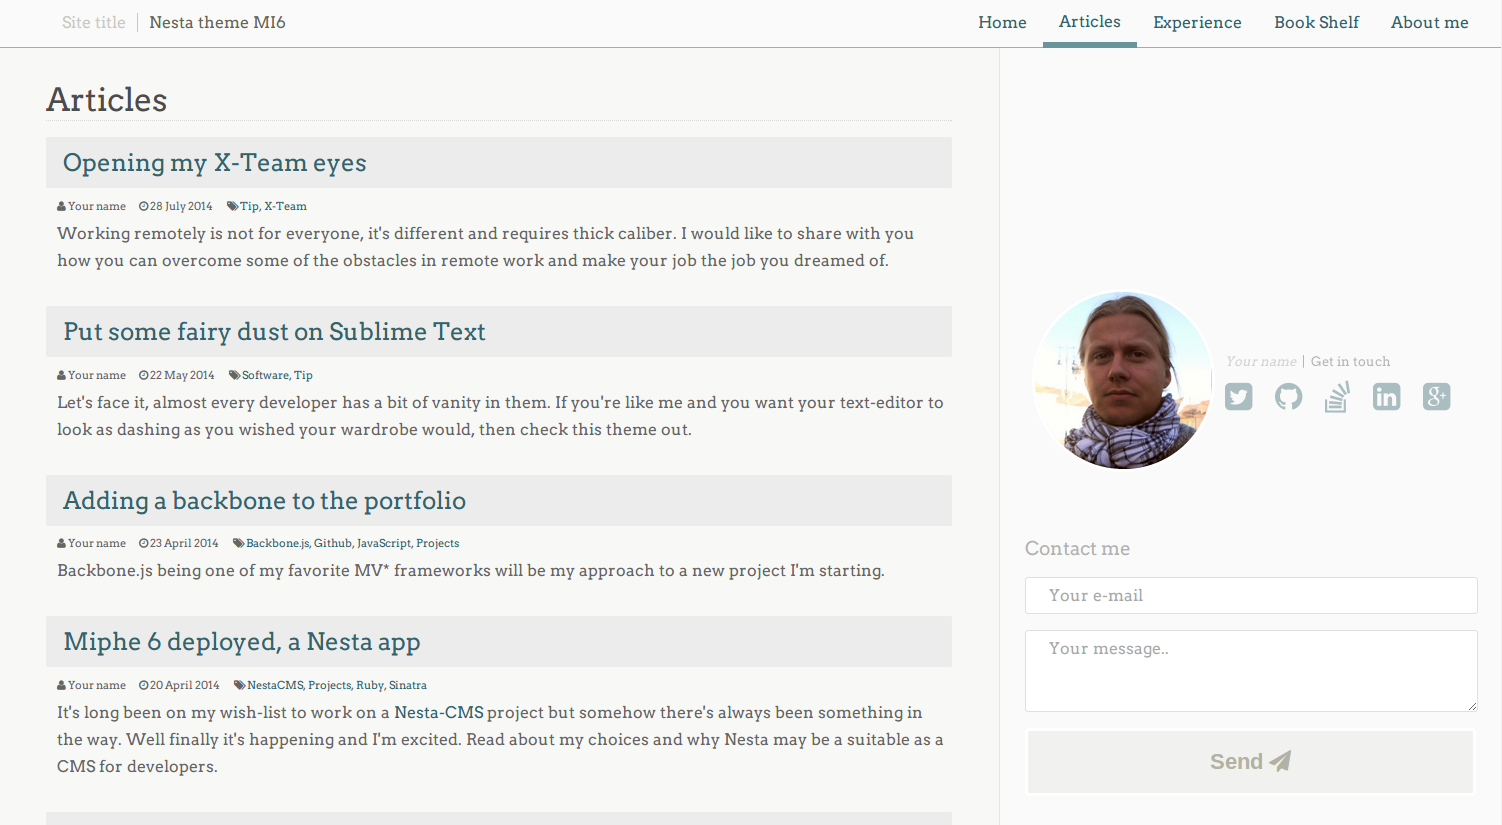 Site title | Nesta theme MI6
Home Articles Experience Book Shelf About me
Articles
Opening my X-Team eyes
Your name 28 July 2014 Tip, X-Team
Working remotely is not for everyone, it's different and requires thick caliber. I would like to share with you
how you can overcome some of the obstacles in remote work and make your job the job you dreamed of.
Put some fairy dust on Sublime Text
Your name 22 May 2014 Software, Tip
Let's face it, almost every developer has a bit of vanity in them. If you're like me and you want your text-editor to
look as dashing as you wished your wardrobe would, then check this theme out.
Adding a backbone to the portfolio
Your name 23 April 2014 Backbone.js, Github, JavaScript, Projects
Backbone.js being one of my favorite MV* frameworks will be my approach to a new project I'm starting.
Miphe 6 deployed, a Nesta app
Your name 20 April 2014 NestaCMS, Projects, Ruby, Sinatra
It's long been on my wish-list to work on a Nesta-CMS project but somehow there's always been something in
the way. Well finally it's happening and I'm excited. Read about my choices and why Nesta may be a suitable as a
CMS for developers.
Your name | Get in touch
Contact me
Your e-mail
Your message..
Send